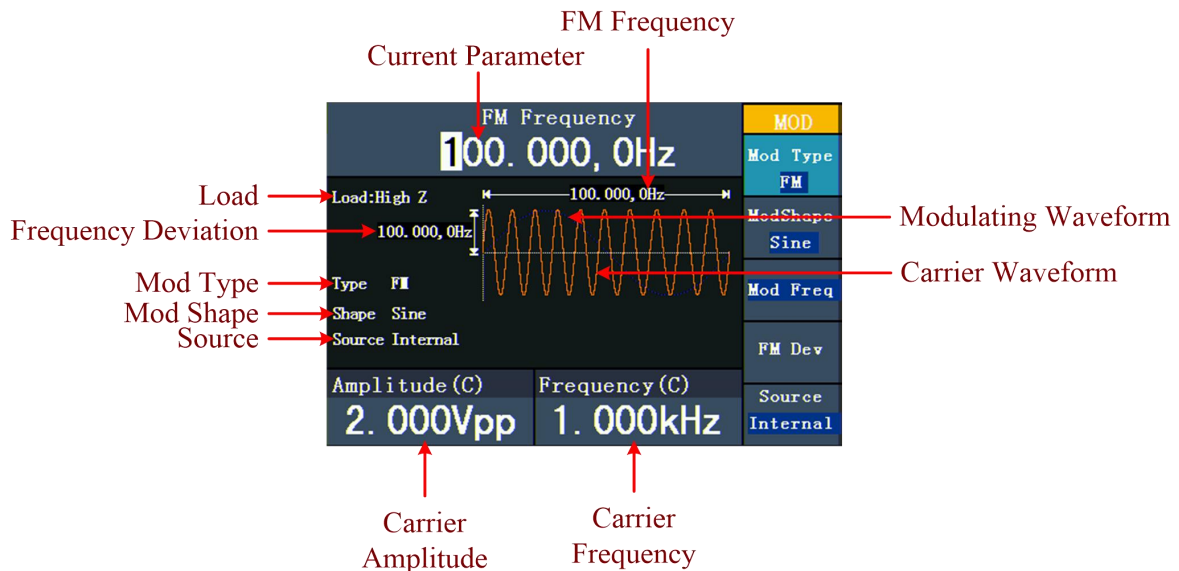 FM Frequency
Current Parameter
FM Frequency
100.000,0Hz
MOD
Mod Type
FM
Load
Load:High Z
100.000,0Hz
ModShape
Sine
Modulating Waveform
Frequency Deviation
100.000,0Hz
Carrier Waveform
Mod Type
Type FM
Mod Freq
Mod Shape
Shape Sine
Source
Source Internal
FM Dev
Amplitude(C)
Frequency(C)
Source
Internal
2.000Vpp
1.000kHz
Carrier
Amplitude
Carrier
Frequency